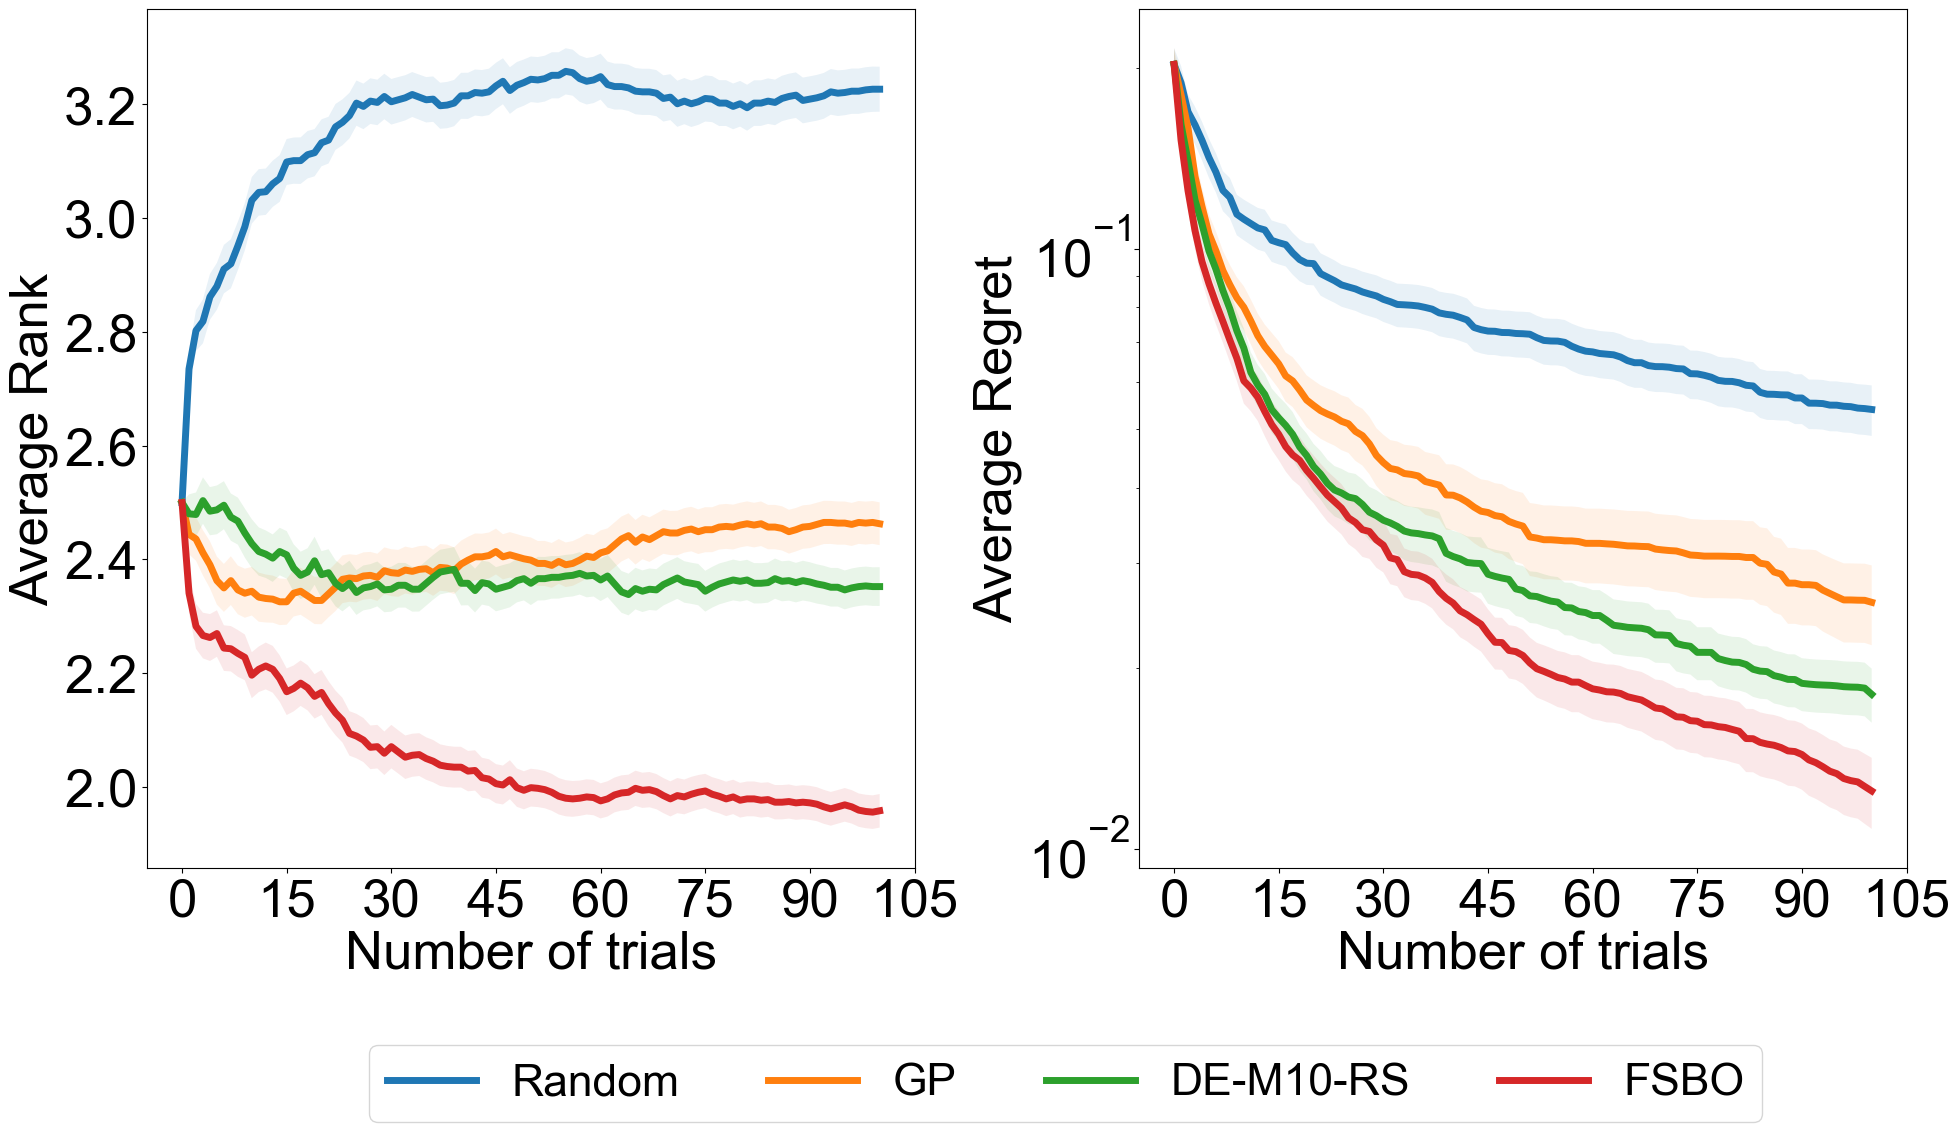 Average Rank
3.2
3.0
2.8
2.6
2.4
2.2
2.0
0 15 30 45 60 75 90 105
Number of trials
Average Regret
10−1
10−2
0 15 30 45 60 75 90 105
Number of trials
Random GP DE-M10-RS FSBO